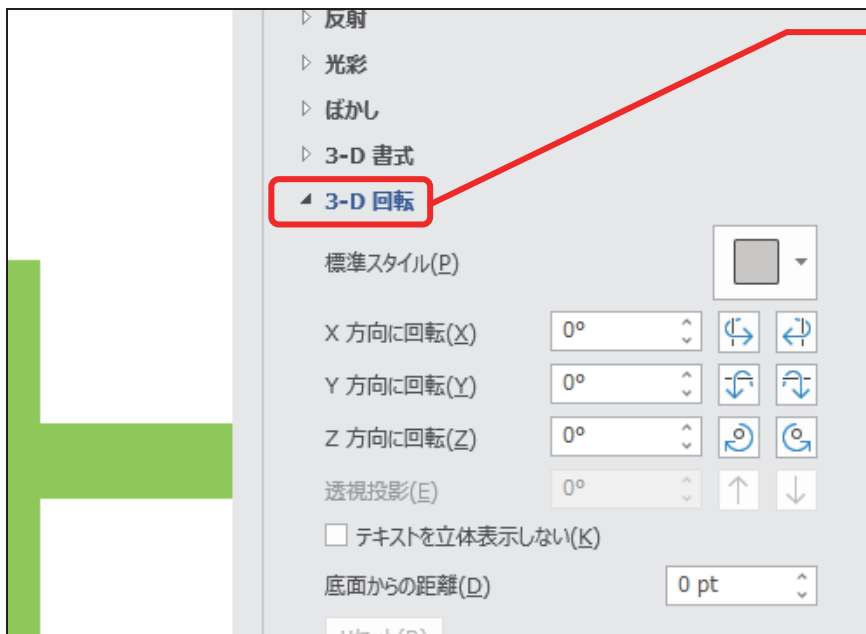 反射
光彩
ぼかし
3-D 書式
3-D 回転
標準スタイル(P)
X 方向に回転(X) 0°
Y 方向に回転(Y) 0°
Z 方向に回転(Z) 0°
透視投影(E) 0°
テキストを立体表示しない(K)
底面からの距離(D) 0 pt